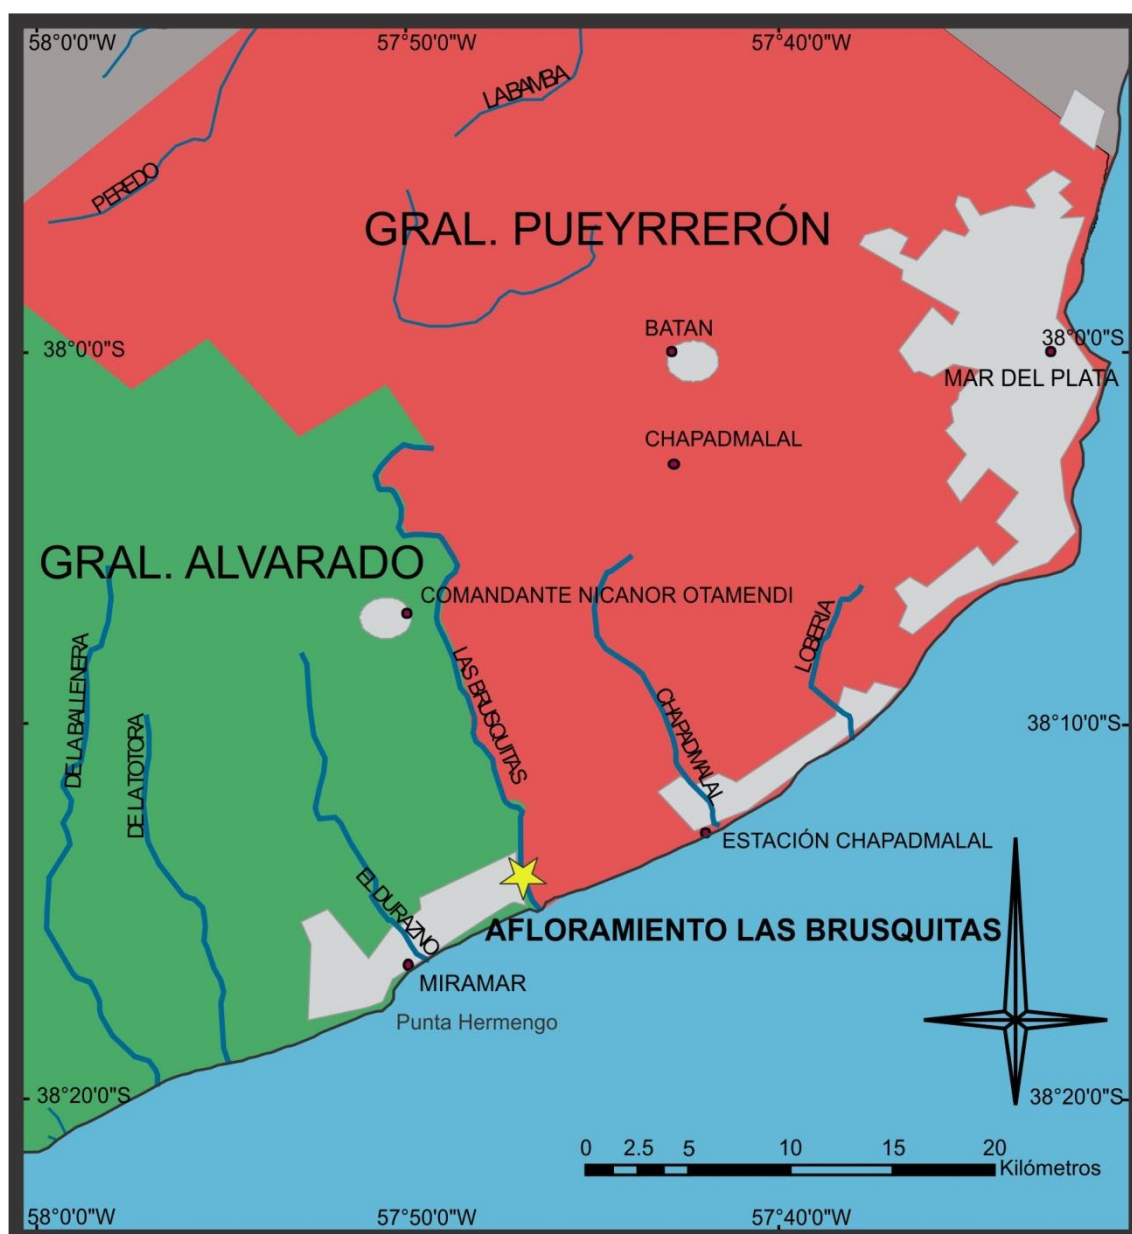 58°0'0"W
57°50'0"W
57°40'0"W
LA BAMBA
PEREDO
GRAL. PUEYRRERÓN
BATAN
38°0'0"S
38°0'0"S
MAR DEL PLATA
CHAPADMALAL
GRAL. ALVARADO
COMANDANTE NICANOR OTAMENDI
LOBERIA
DE LA BALLENERA
LAS BRUSQUITAS
DE LA TOTORA
CHAPADMALAL
38°10'0"S
ESTACIÓN CHAPADMALAL
EL DURAZNO
AFLORAMIENTO LAS BRUSQUITAS
MIRAMAR
Punta Hermengo
38°20'0"S
38°20'0"S
0 2.5 5 10 15 20
Kilómetros
58°0'0"W
57°50'0"W
57°40'0"W